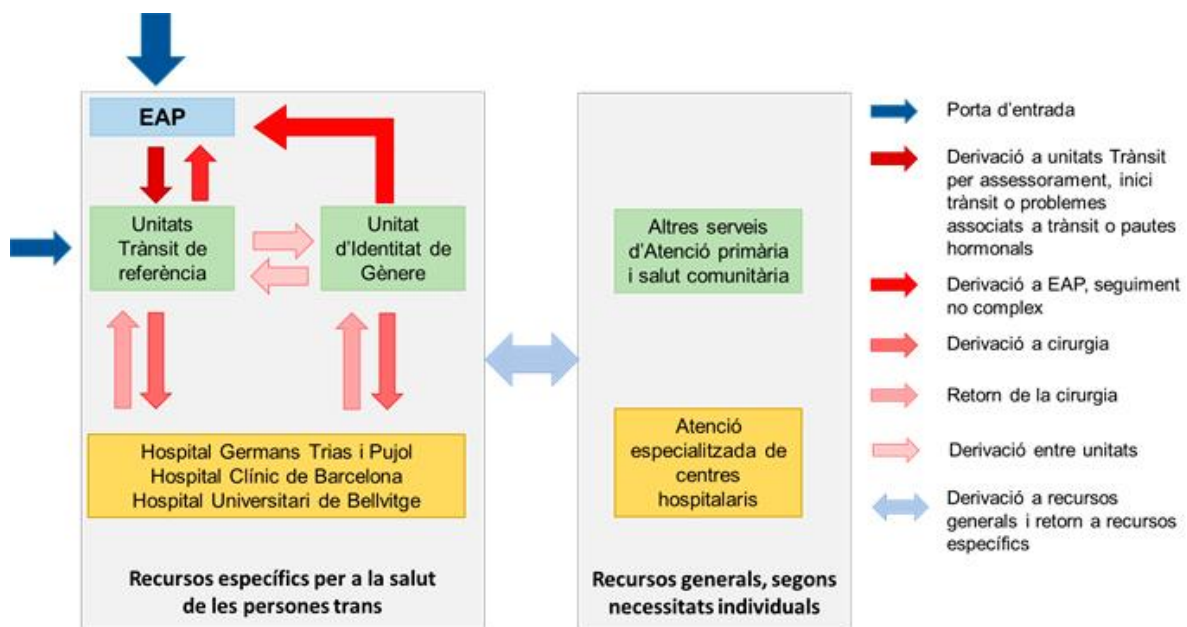 EAP
Unitats
Trànsit de
referència
Unitat
d'Identitat de
Gènere
Hospital Germans Trias i Pujol
Hospital Clínic de Barcelona
Hospital Universitari de Bellvitge
Recursos específics per a la salut
de les persones trans
Altres serveis
d'Atenció primària
i salut comunitària
Atenció
especialitzada de
centres
hospitalaris
Recursos generals, segons
necessitats individuals
Porta d'entrada
Derivació a unitats Trànsit
per assessorament, inici
trànsit o problemes
associats a trànsit o pautes
hormonals
Derivació a EAP, seguiment
no complex
Derivació a cirurgia
Retorn de la cirurgia
Derivació entre unitats
Derivació a recursos
generals i retorn a recursos
específics